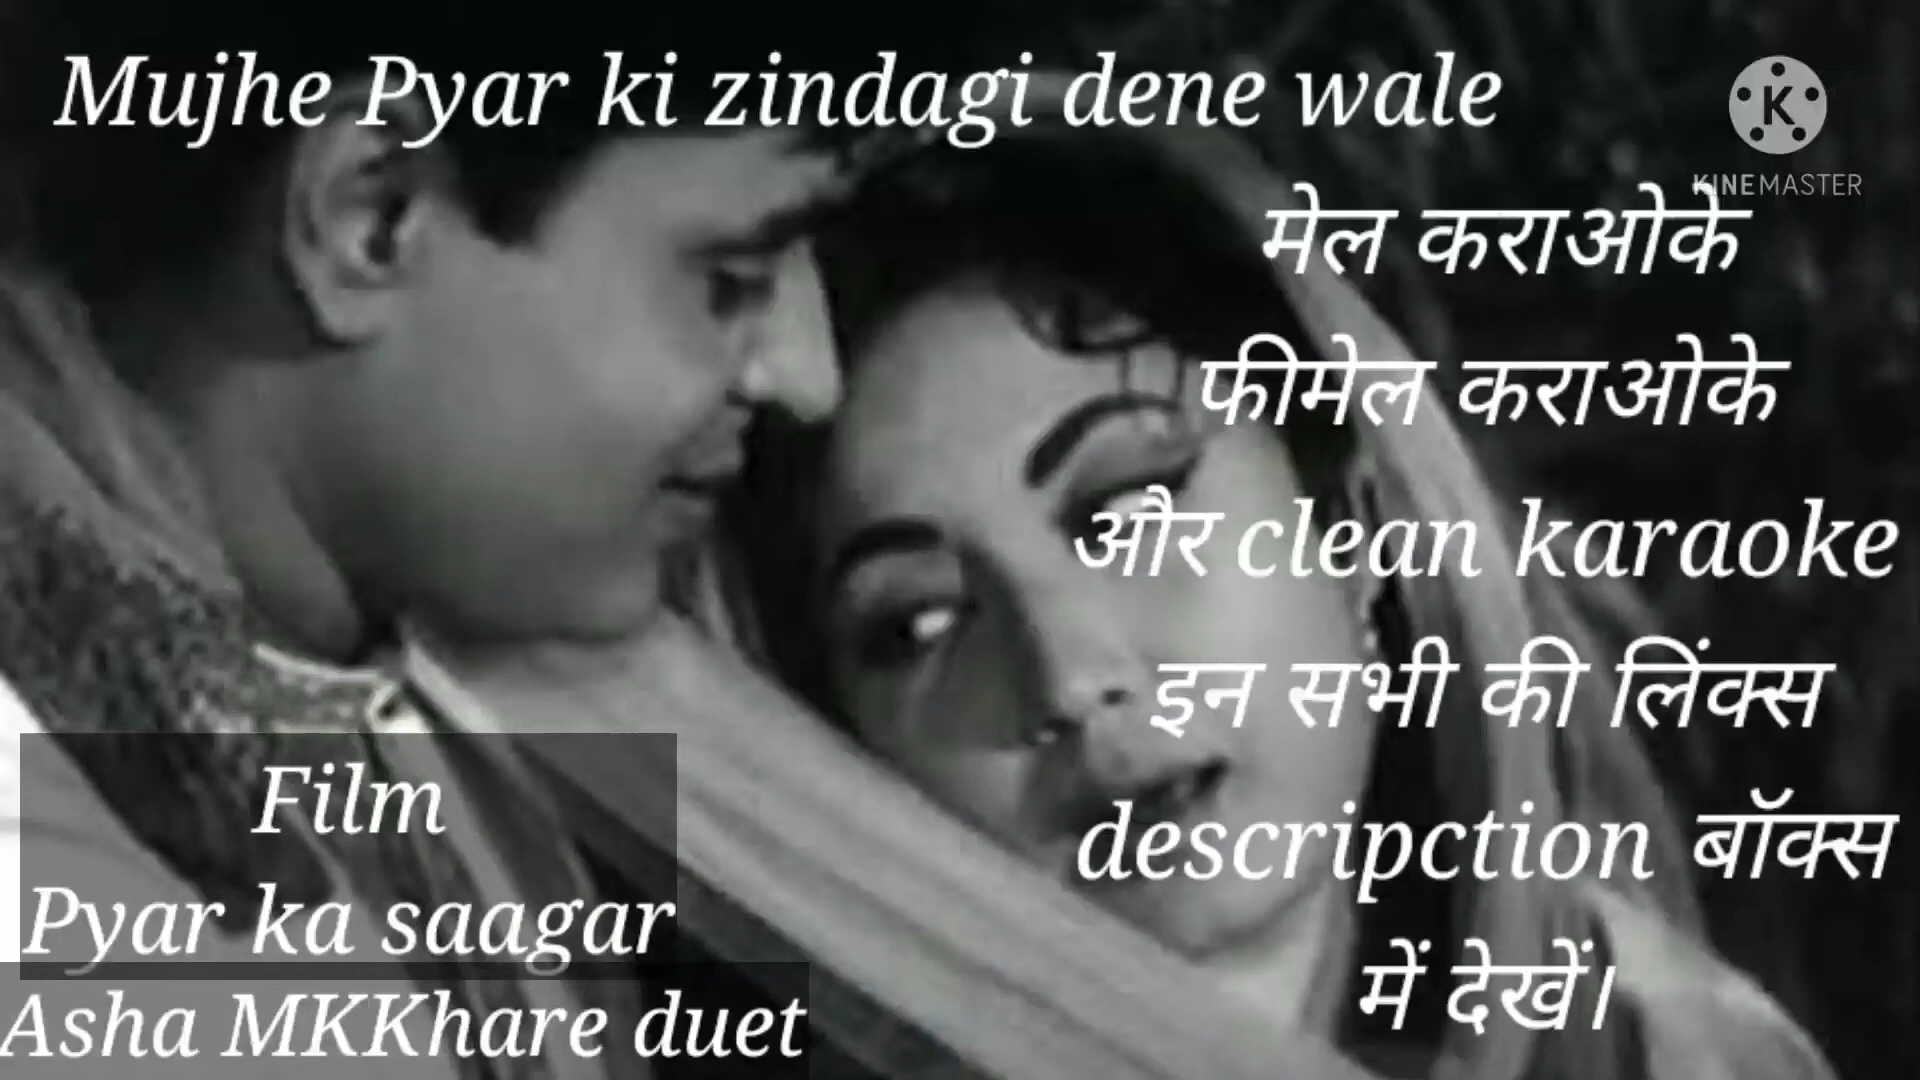 Mujhe Pyar ki zindagi dene wale
KINEMASTER
मेल कराओके
फीमेल कराओके
और clean karaoke
इन सभी की लिंक्स
descripction बॉक्स
में देखें।
Film
Pyar ka saagar
Asha MKKhare duet